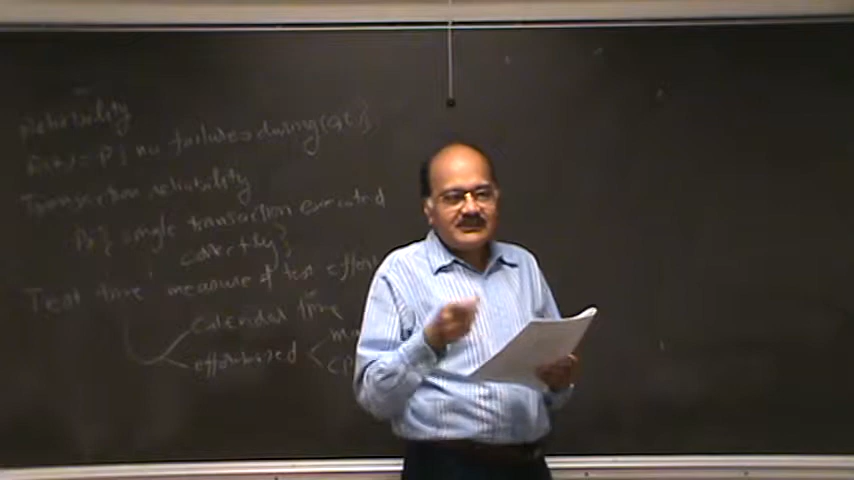 Reliability
P{ no failures during (0,t)}
Transaction reliability
P{ single transaction executed
correctly}
Test time measure of test effort
calendar time
effort based